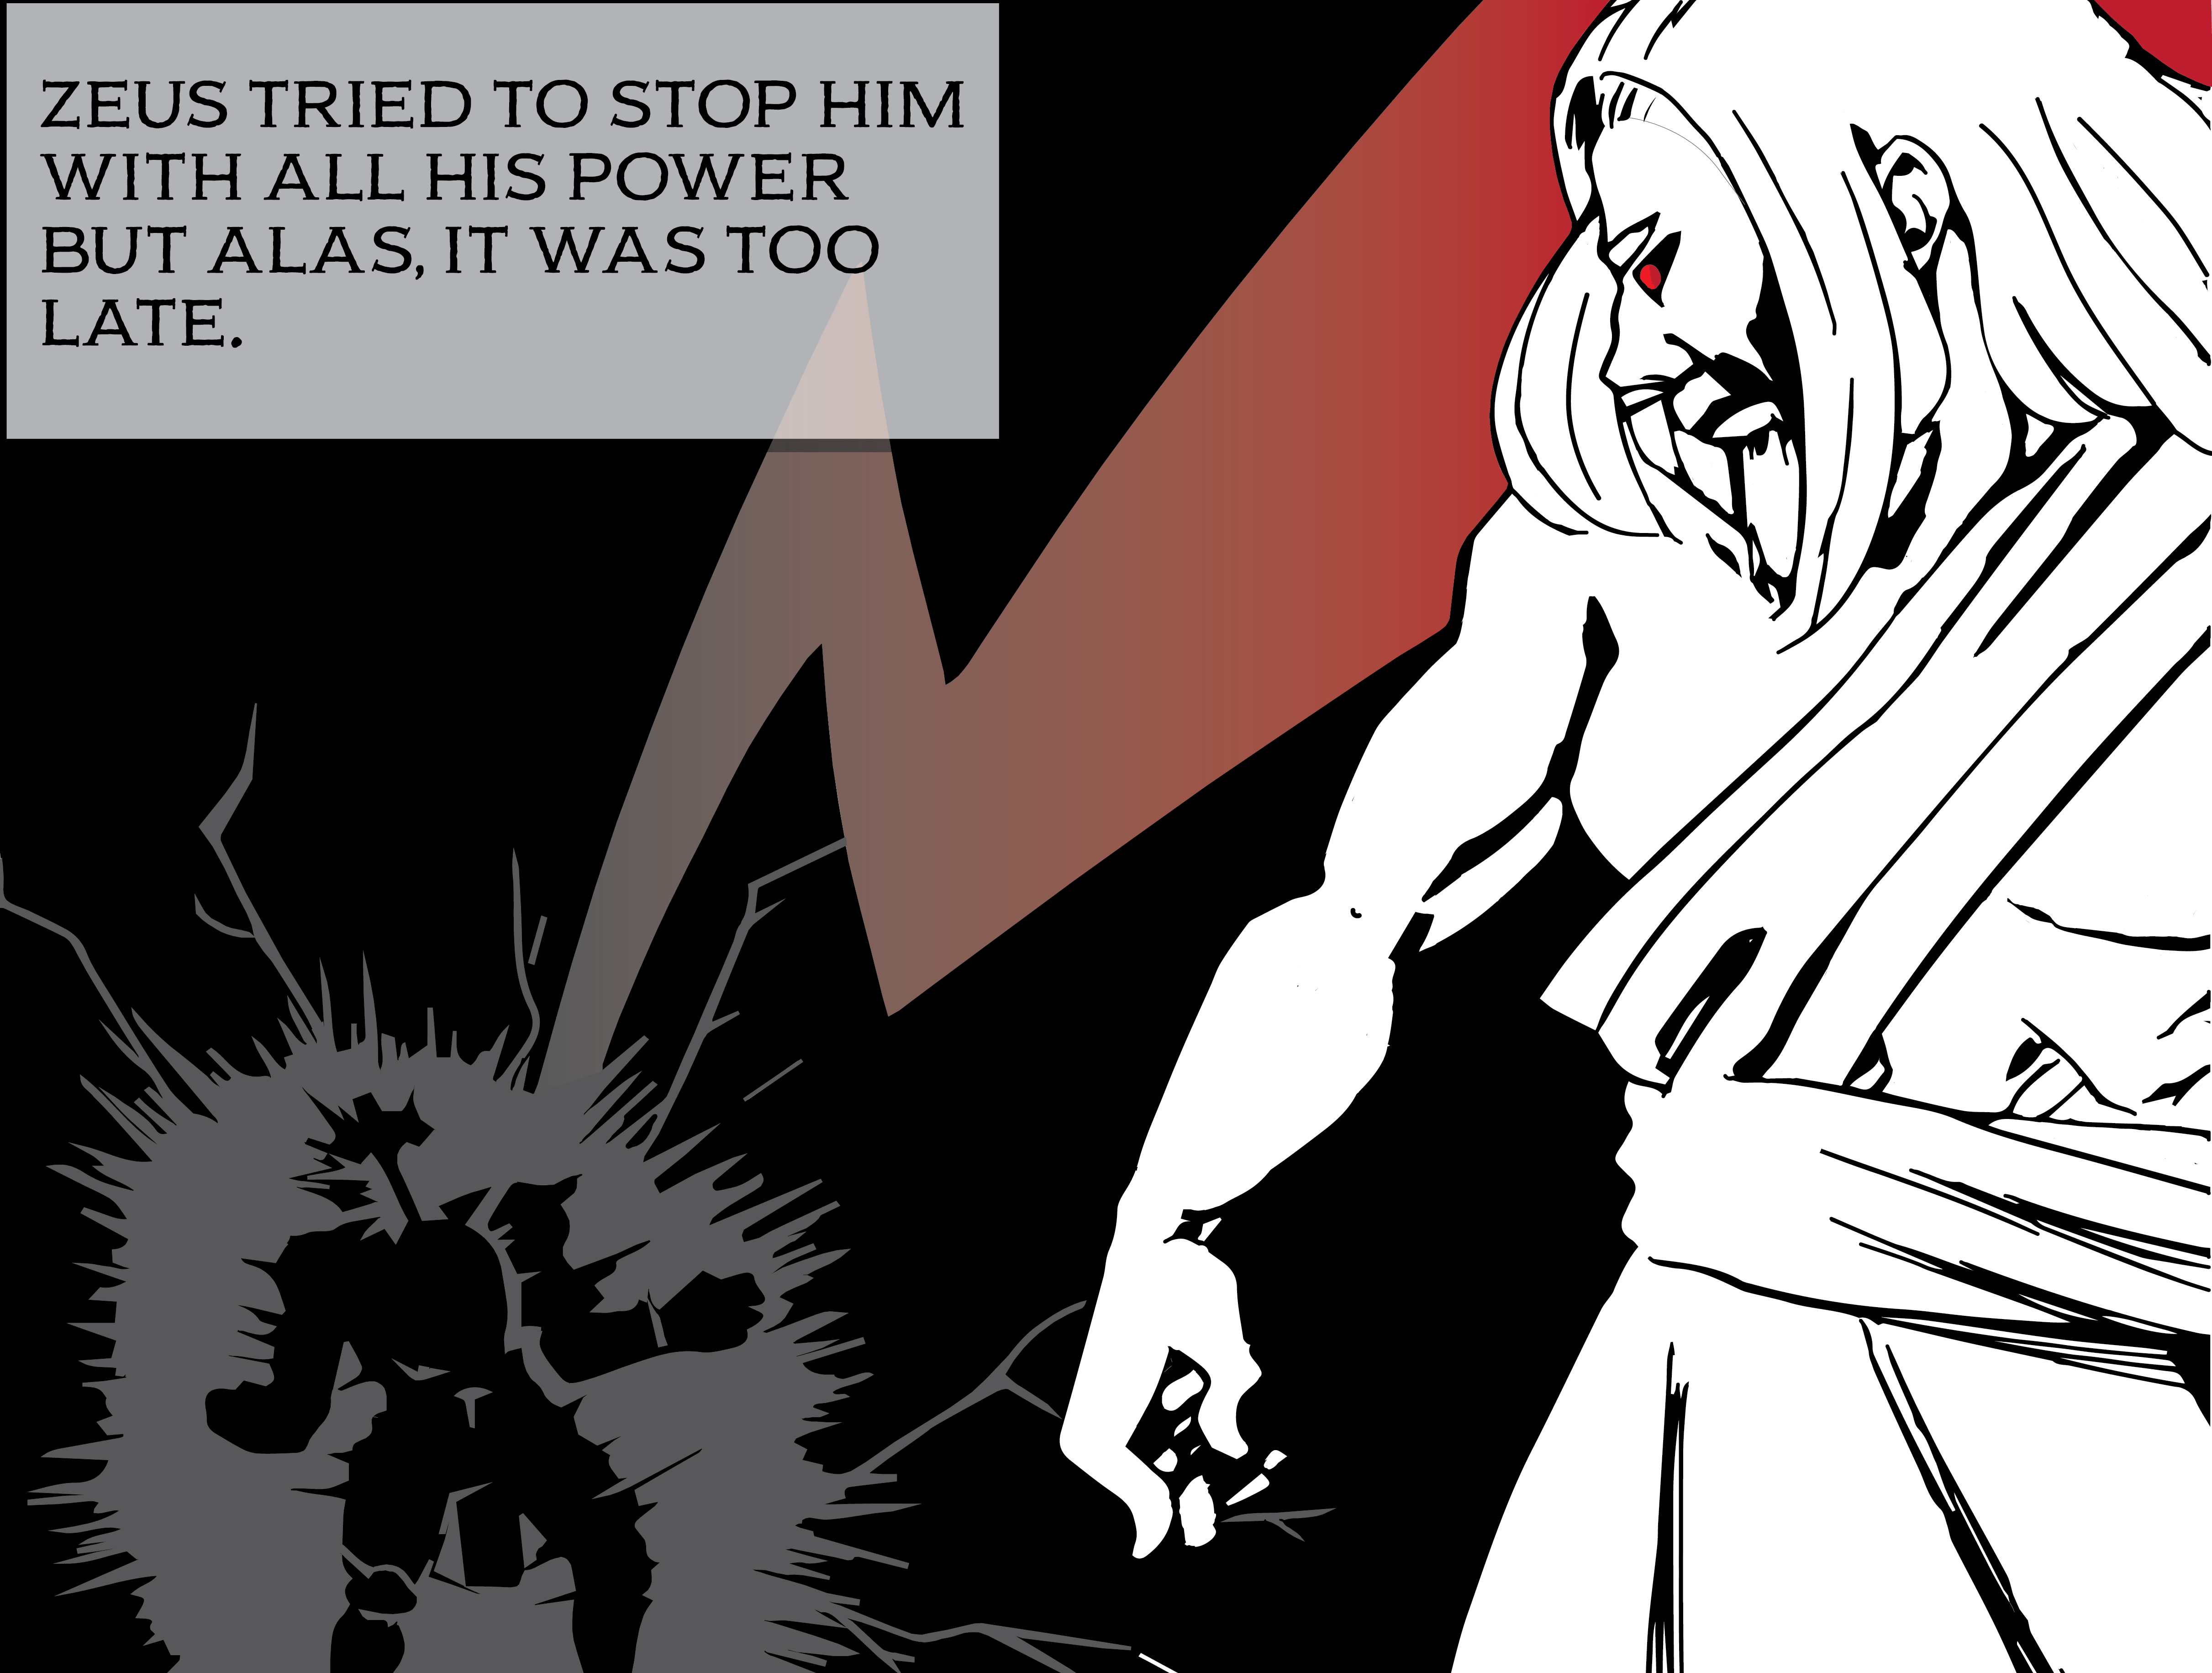 ZEUS TRIED TO STOP HIM
WITH ALL HIS POWER
BUT ALAS, IT WAS TOO
LATE.